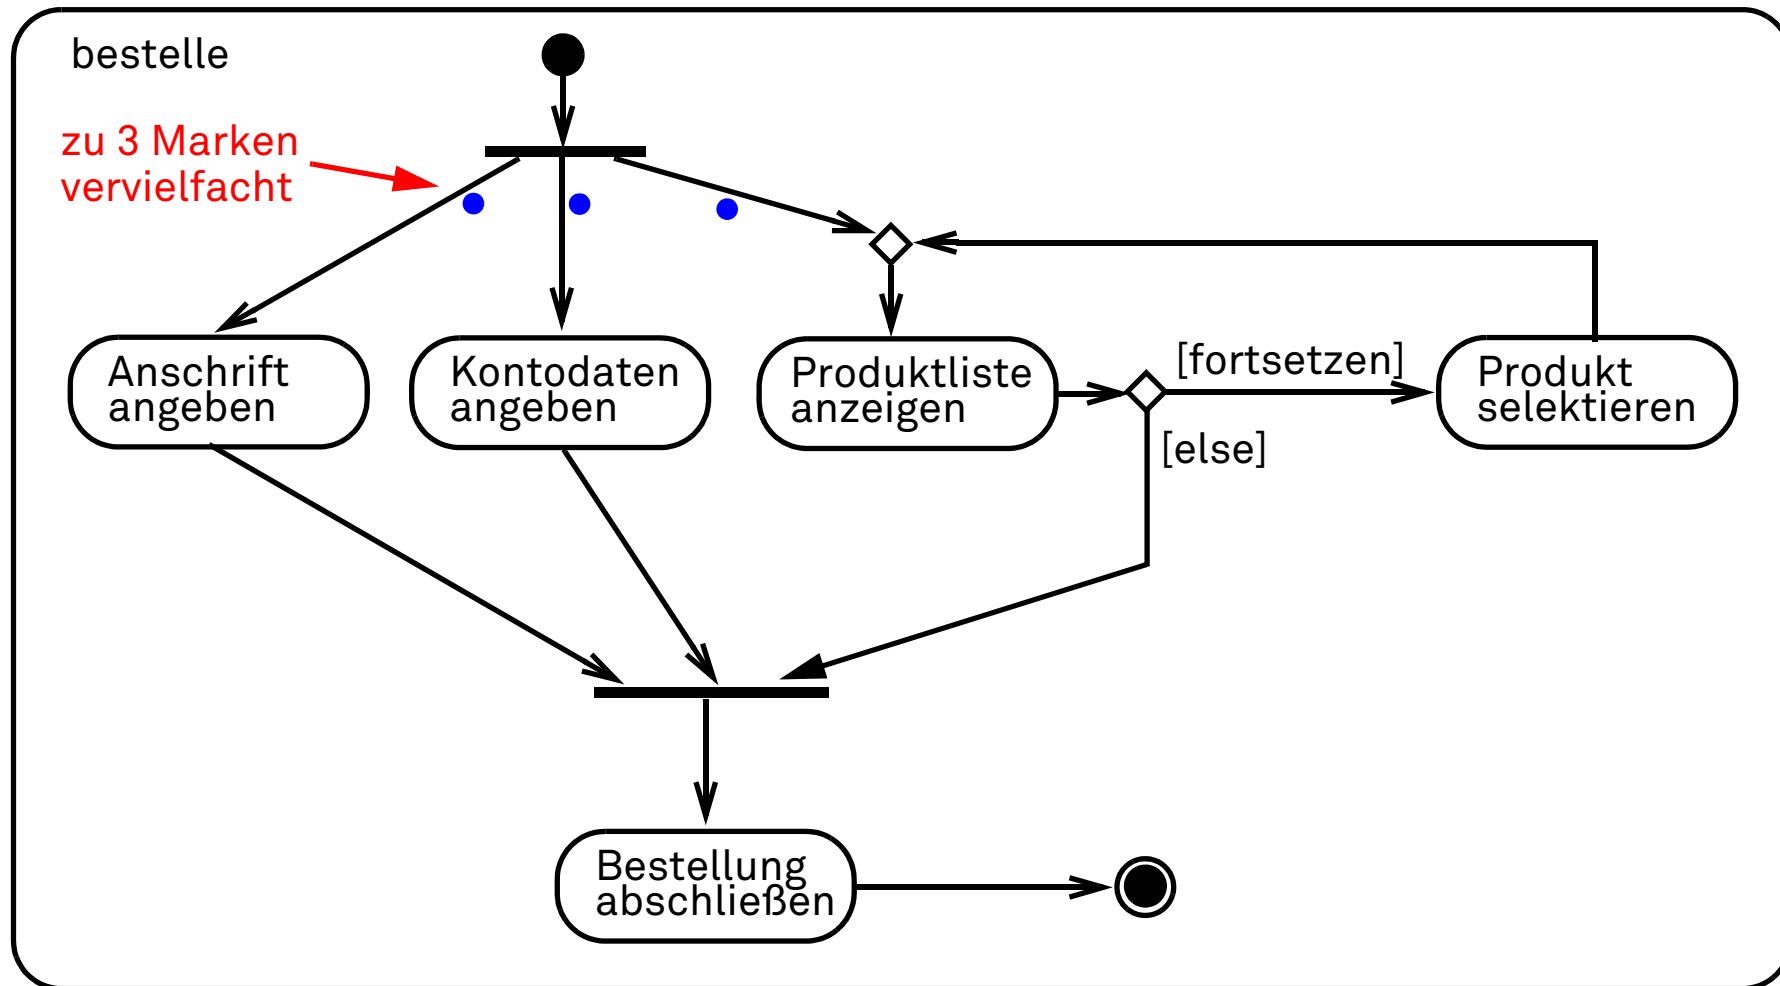 bestelle
zu 3 Marken
vervielfacht
Anschrift
angeben
Kontodaten
angeben
Produktliste
anzeigen
[fortsetzen]
[else]
Produkt
selektieren
Bestellung
abschließen